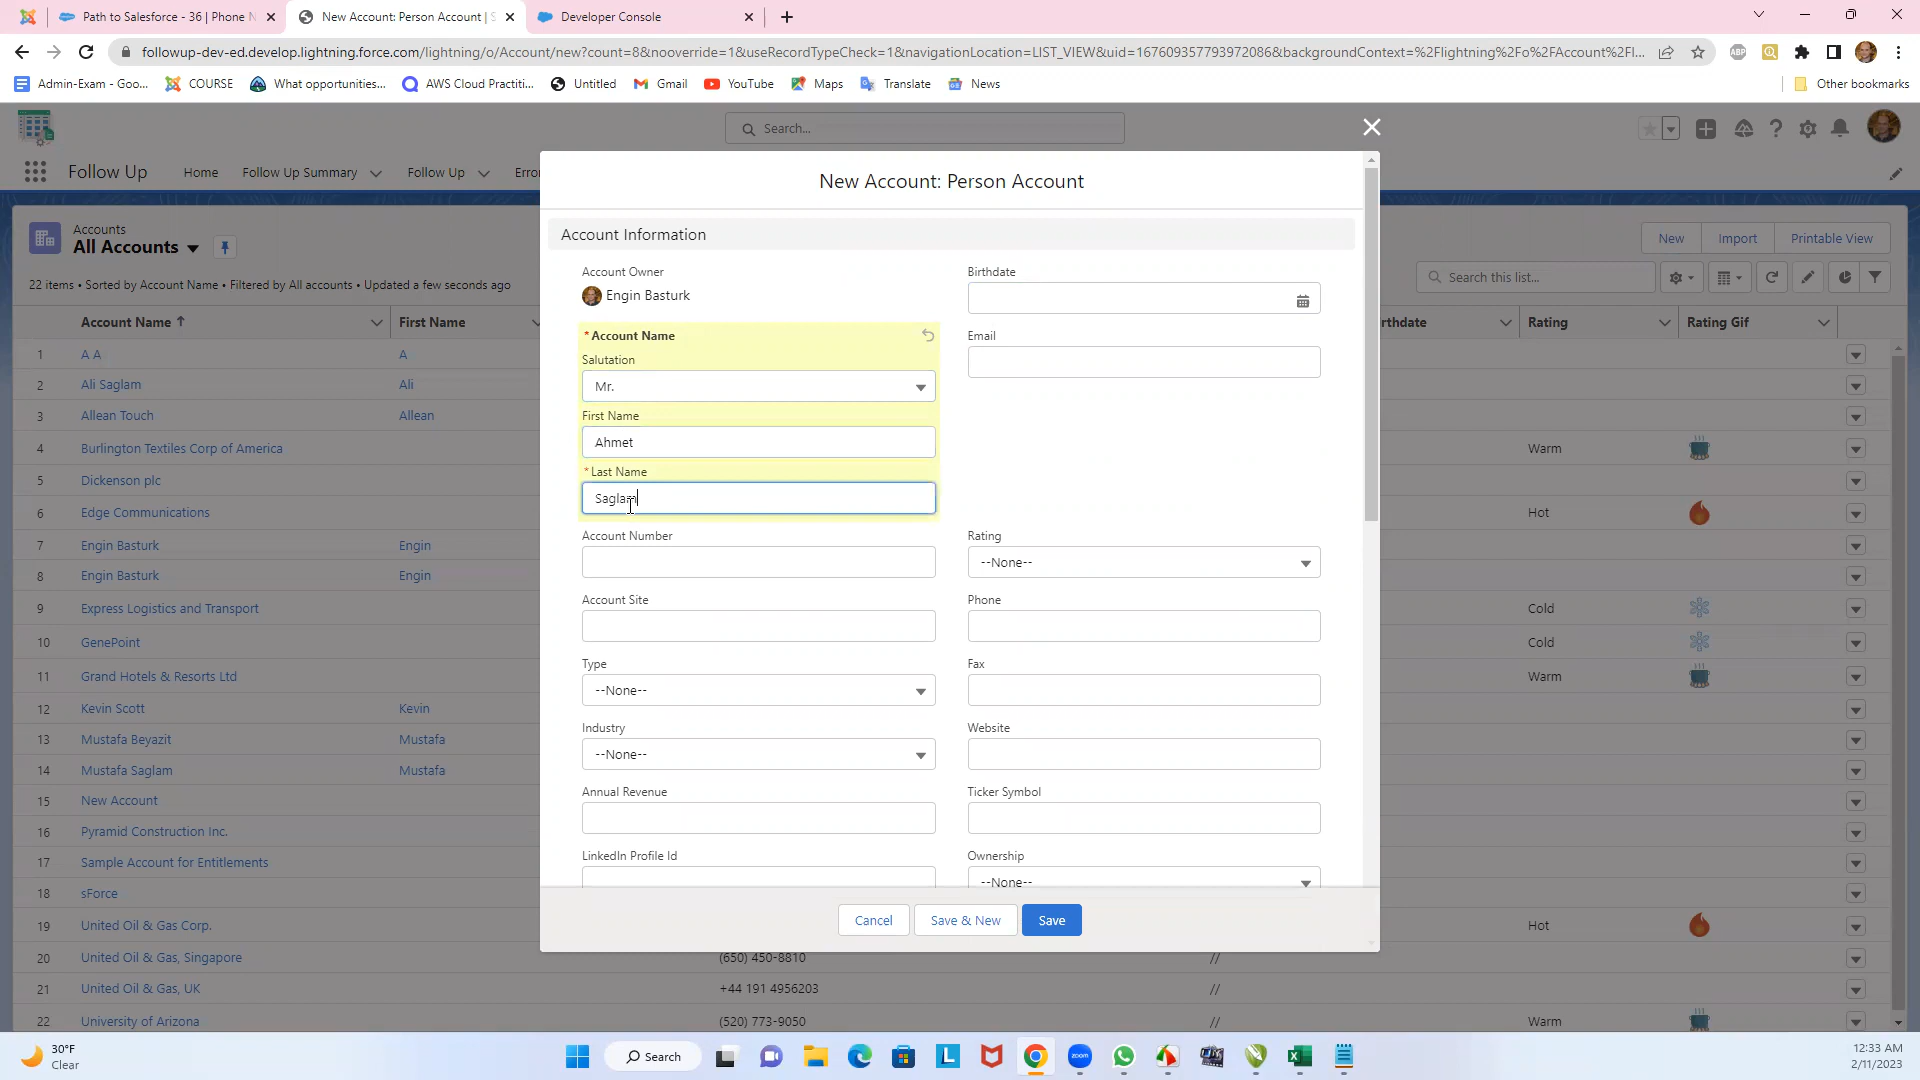 Path to Salesforce - 36 | Phone N
New Account: Person Account | S
Developer Console
followup-dev-ed.develop.lightning.force.com/lightning/o/Account/new?count=8&nooverride=1&useRecordTypeCheck=1&navigationLocation=LIST_VIEW&uid=167609357793972086&backgroundContext=%2Flightning%2Fo%2FAccount%2Fl...
Admin-Exam - Goo...
COURSE
What opportunities...
AWS Cloud Practiti...
Untitled
Gmail
YouTube
Maps
Translate
News
Other bookmarks
Search...
Follow Up
Home
Follow Up Summary
Follow Up
Error
Accounts
All Accounts
New
Import
Printable View
22 items • Sorted by Account Name • Filtered by All accounts • Updated a few seconds ago
Search this list...
Account Name ↑
First Name
rthdate
Rating
Rating Gif
1 A A A
2 Ali Saglam Ali
3 Allean Touch Allean
4 Burlington Textiles Corp of America Warm
5 Dickenson plc
6 Edge Communications Hot
7 Engin Basturk Engin
8 Engin Basturk Engin
9 Express Logistics and Transport Cold
10 GenePoint Cold
11 Grand Hotels & Resorts Ltd Warm
12 Kevin Scott Kevin
13 Mustafa Beyazit Mustafa
14 Mustafa Saglam Mustafa
15 New Account
16 Pyramid Construction Inc.
17 Sample Account for Entitlements
18 sForce
19 United Oil & Gas Corp. Hot
20 United Oil & Gas, Singapore (650) 450-8810 //
21 United Oil & Gas, UK +44 191 4956203 //
22 University of Arizona (520) 773-9050 // Warm
New Account: Person Account
Account Information
Account Owner
Engin Basturk
Birthdate
*Account Name
Email
Salutation
Mr.
First Name
Ahmet
*Last Name
Saglam
Account Number
Rating
--None--
Account Site
Phone
Type
--None--
Fax
Industry
--None--
Website
Annual Revenue
Ticker Symbol
LinkedIn Profile Id
Ownership
--None--
Cancel
Save & New
Save
30°F
Clear
Search
zoom
12:33 AM
2/11/2023